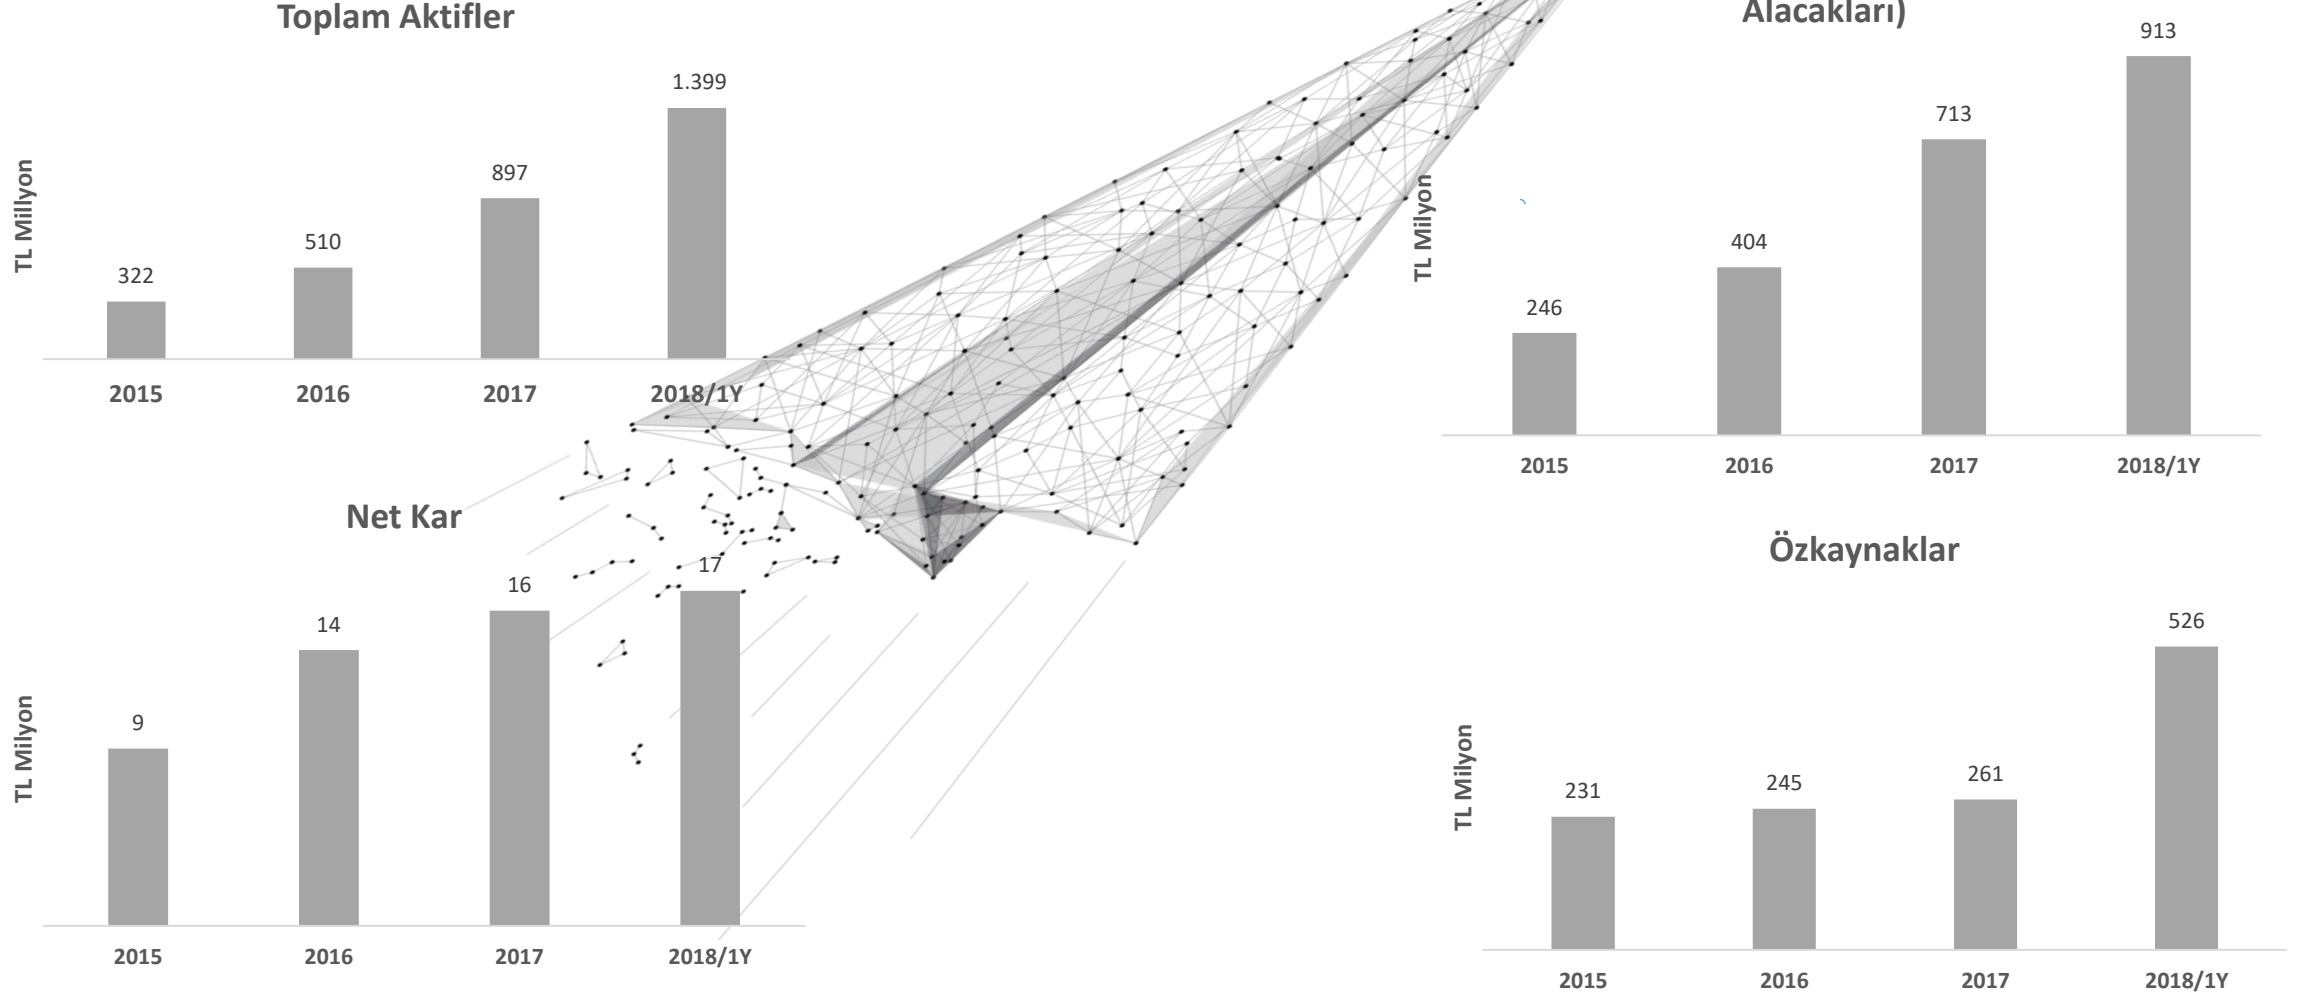 Toplam Aktifler
TL Millyon
1.399
897
510
322
2015 2016 2017 2018/1Y
Alacakları)
TL Milyon
913
713
404
246
2015 2016 2017 2018/1Y
Net Kar
TL Milyon
17
16
14
9
2015 2016 2017 2018/1Y
Özkaynaklar
TL Milyon
526
261
245
231
2015 2016 2017 2018/1Y